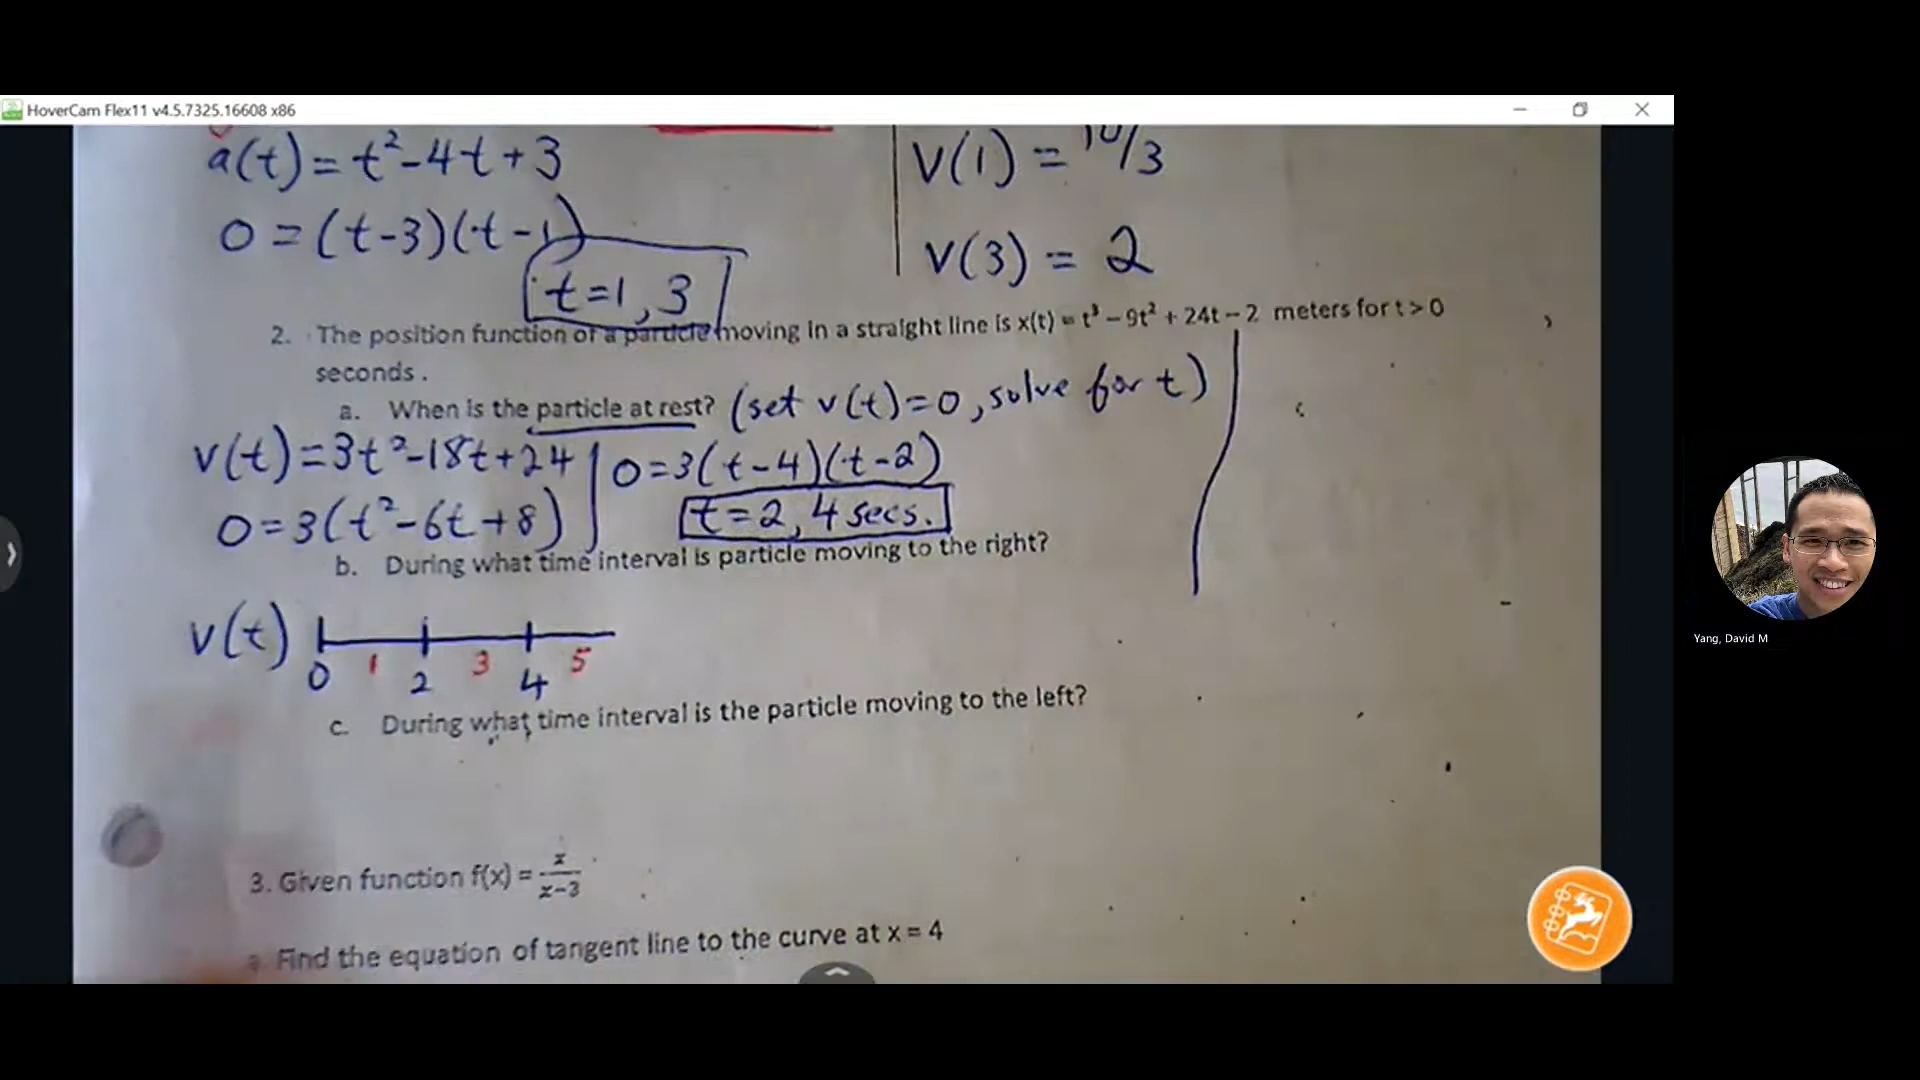 HoverCam Flex11 v4.5.7325.16608 x86
a(t) = t² - 4t + 3
0 = (t-3)(t-1)
t = 1, 3
V(1) = 10/3
V(3) = 2
2. The position function of a particle moving in a straight line is x(t) = t³ – 9t² + 24t – 2 meters for t > 0
seconds .
a. When is the particle at rest? (set v(t)=0, solve for t)
v(t) = 3t² - 18t + 24
0 = 3(t² - 6t + 8)
0 = 3(t-4)(t-2)
t = 2, 4 secs.
b. During what time interval is particle moving to the right?
v(t)
0 1 2 3 4 5
c. During what time interval is the particle moving to the left?
3. Given function f(x) = x/x-3
a. Find the equation of tangent line to the curve at x = 4
Yang, David M